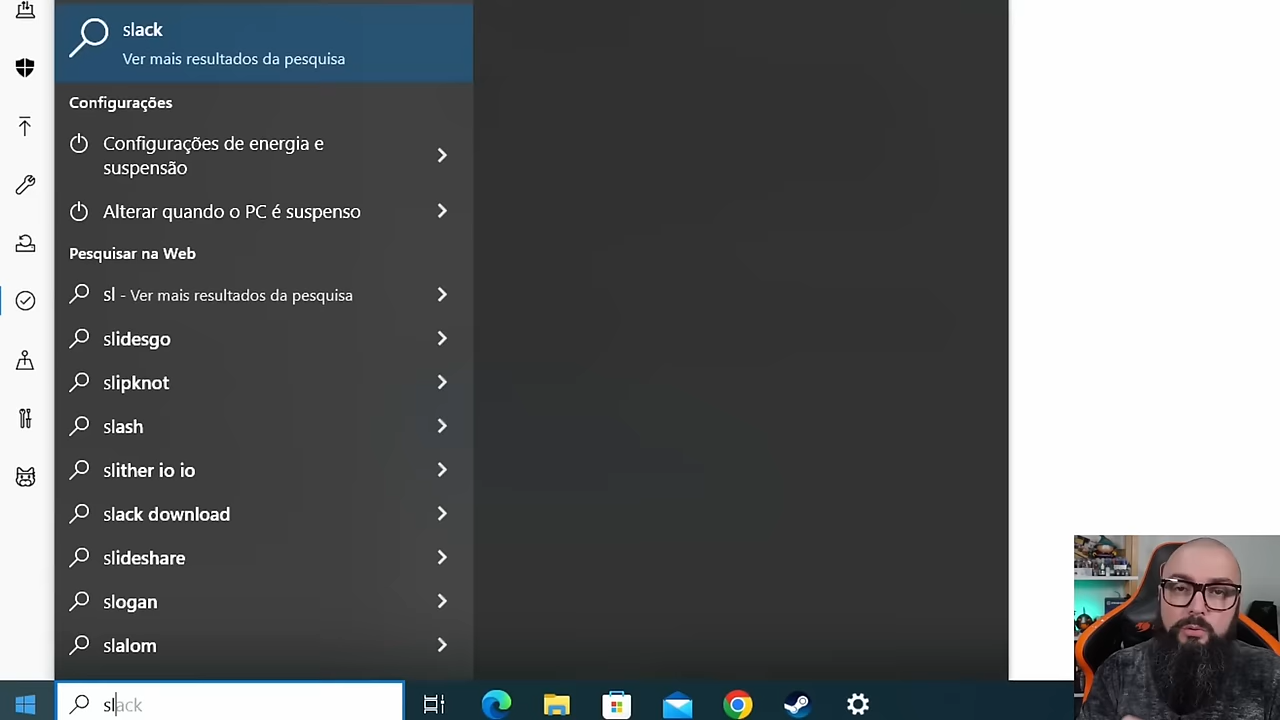 slack
Ver mais resultados da pesquisa
Configurações
Configurações de energia e
suspensão
Alterar quando o PC é suspenso
Pesquisar na Web
sl - Ver mais resultados da pesquisa
slidesgo
slipknot
slash
slither io io
slack download
slideshare
slogan
slalom
slack